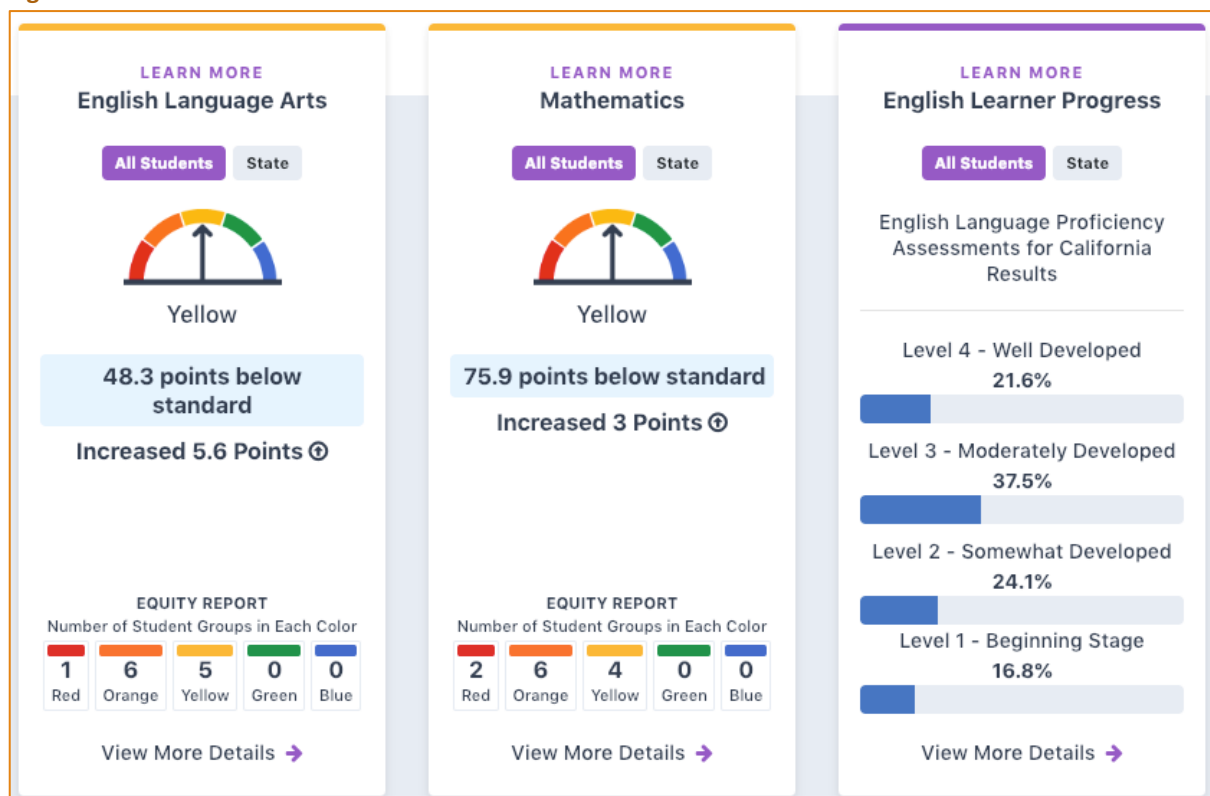 LEARN MORE
English Language Arts
All Students State
Yellow
48.3 points below
standard
Increased 5.6 Points
EQUITY REPORT
Number of Student Groups in Each Color
1 6 5 0 0
Red Orange Yellow Green Blue
View More Details
LEARN MORE
Mathematics
All Students State
Yellow
75.9 points below standard
Increased 3 Points
EQUITY REPORT
Number of Student Groups in Each Color
2 6 4 0 0
Red Orange Yellow Green Blue
View More Details
LEARN MORE
English Learner Progress
All Students State
English Language Proficiency
Assessments for California
Results
Level 4 - Well Developed
21.6%
Level 3 - Moderately Developed
37.5%
Level 2 - Somewhat Developed
24.1%
Level 1 - Beginning Stage
16.8%
View More Details